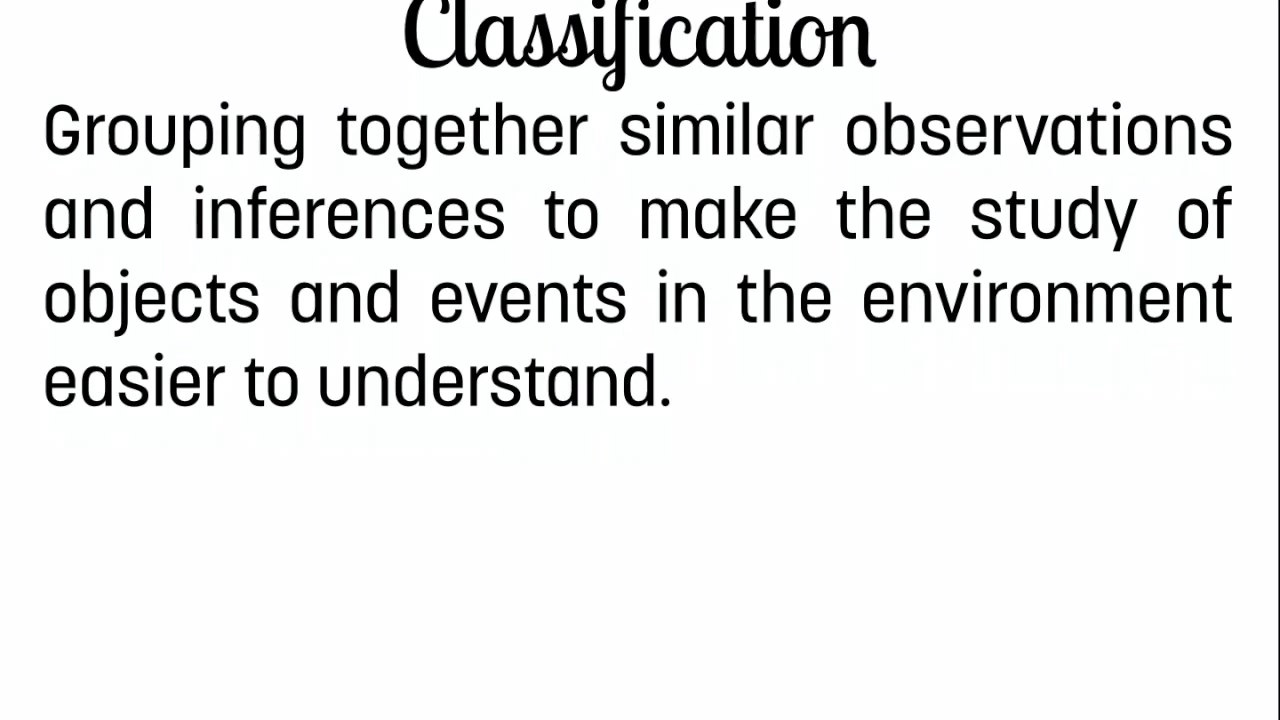 Classification
Grouping together similar observations
and inferences to make the study of
objects and events in the environment
easier to understand.